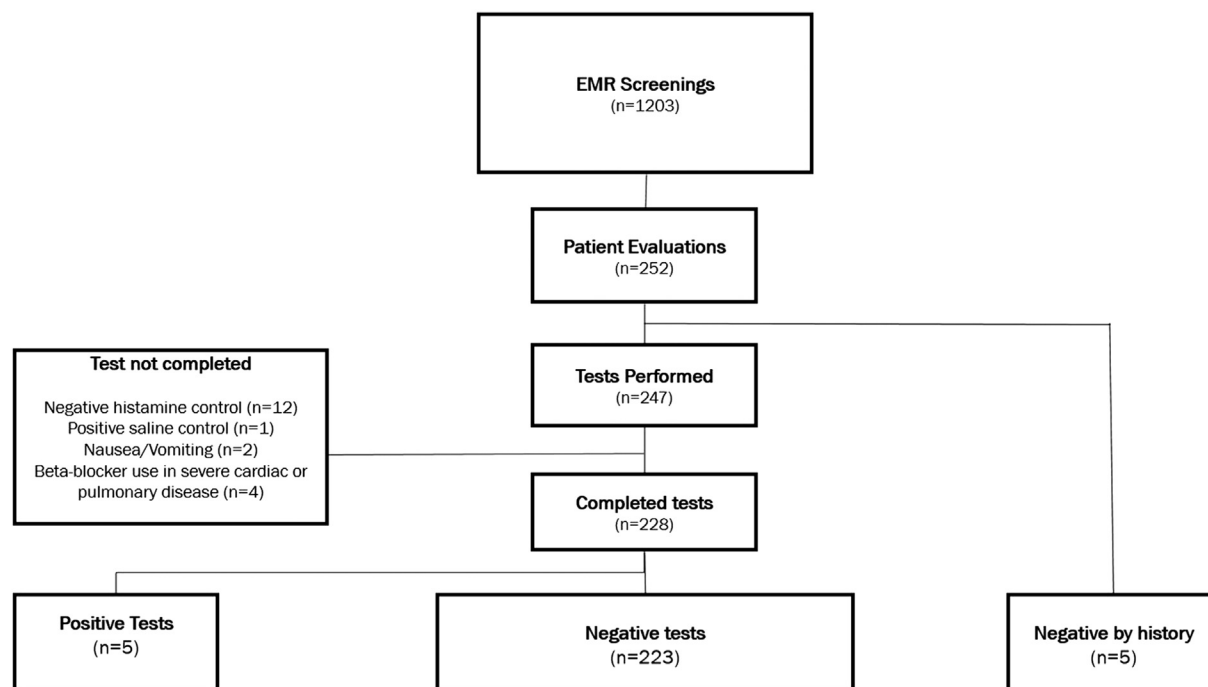 EMR Screenings
(n=1203)
Patient Evaluations
(n=252)
Tests Performed
(n=247)
Test not completed
Negative histamine control (n=12)
Positive saline control (n=1)
Nausea/Vomiting (n=2)
Beta-blocker use in severe cardiac or
pulmonary disease (n=4)
Completed tests
(n=228)
Positive Tests
(n=5)
Negative tests
(n=223)
Negative by history
(n=5)